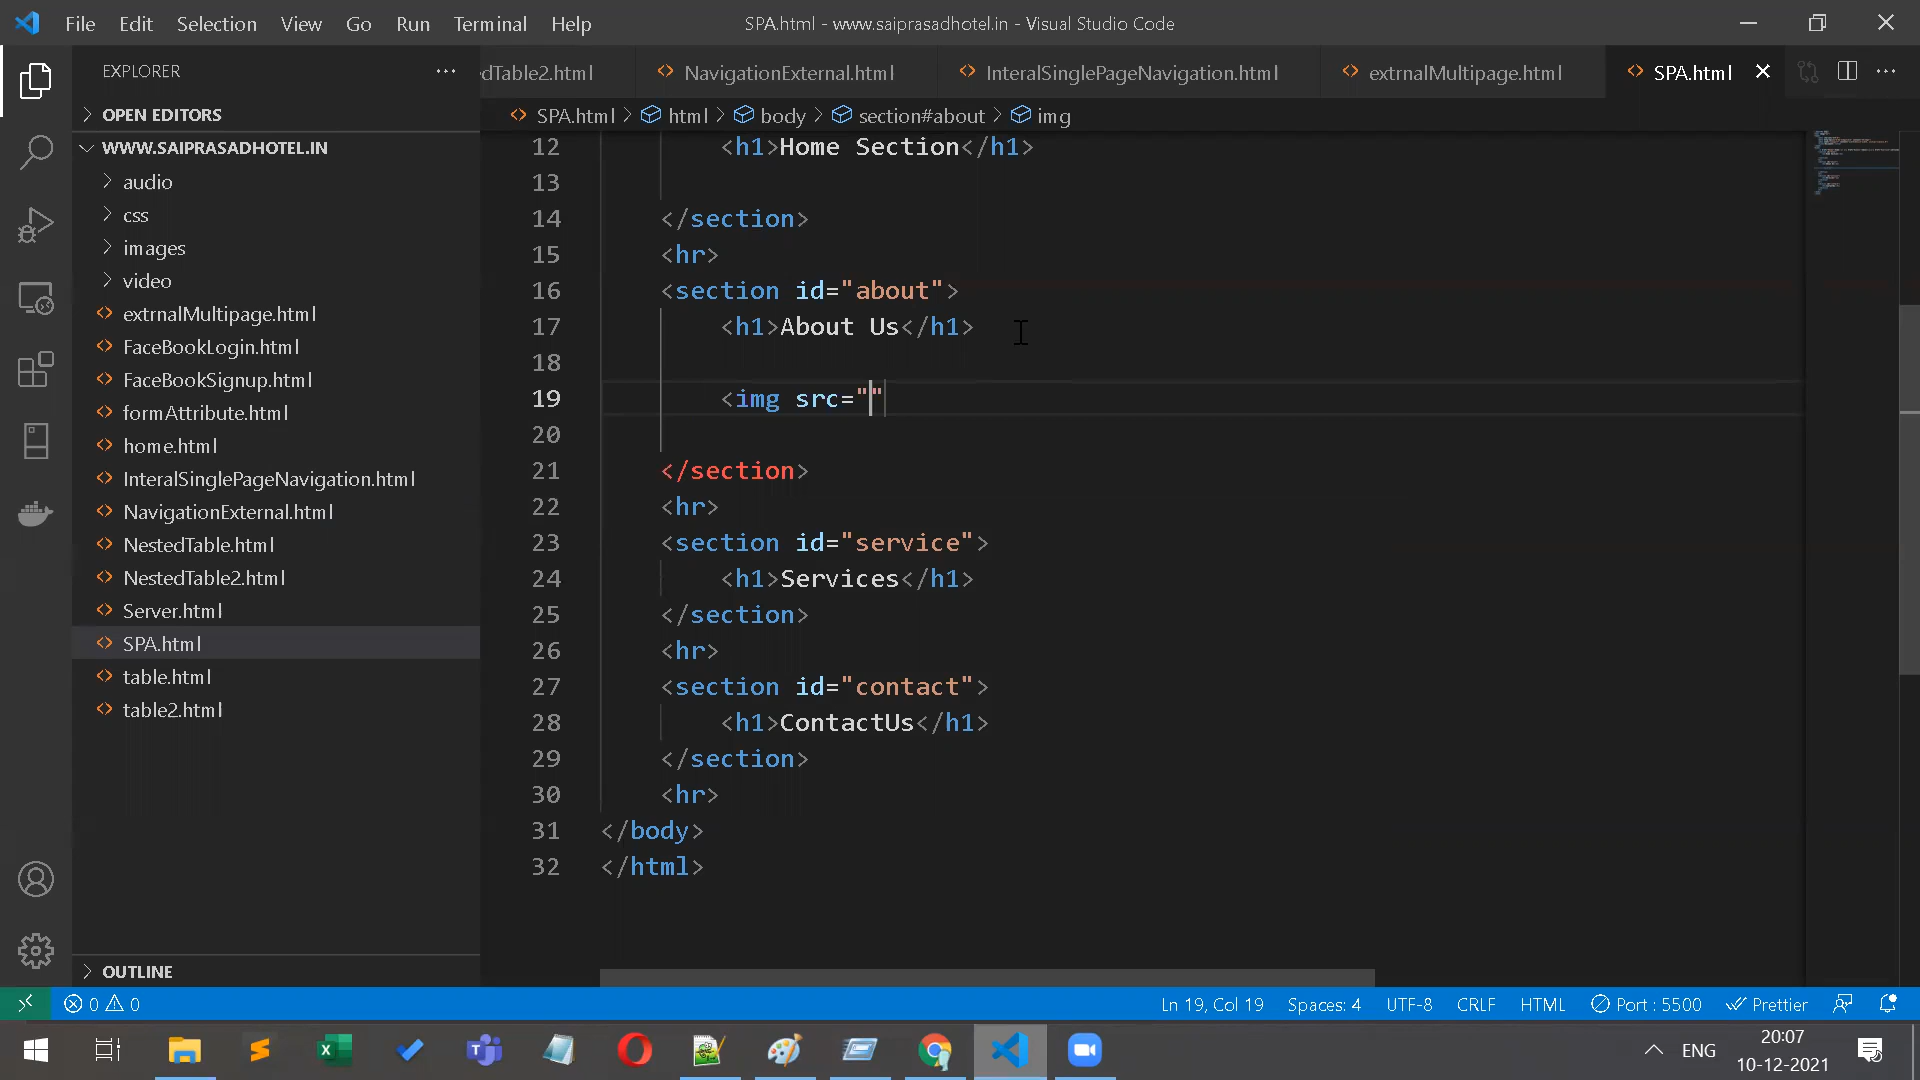 File Edit Selection View Go Run Terminal Help SPA.html - www.saiprasadhotel.in - Visual Studio Code
EXPLORER
dTable2.html NavigationExternal.html InteralSinglePageNavigation.html extrnalMultipage.html SPA.html
OPEN EDITORS
SPA.html html body section#about img
WWW.SAIPRASADHOTEL.IN
audio
css
images
video
extrnalMultipage.html
FaceBookLogin.html
FaceBookSignup.html
formAttribute.html
home.html
InteralSinglePageNavigation.html
NavigationExternal.html
NestedTable.html
NestedTable2.html
Server.html
SPA.html
table.html
table2.html
OUTLINE
12 <h1>Home Section</h1>
13
14 </section>
15 <hr>
16 <section id="about">
17 <h1>About Us</h1>
18
19 <img src=""
20
21 </section>
22 <hr>
23 <section id="service">
24 <h1>Services</h1>
25 </section>
26 <hr>
27 <section id="contact">
28 <h1>ContactUs</h1>
29 </section>
30 <hr>
31 </body>
32 </html>
0 0 Ln 19, Col 19 Spaces: 4 UTF-8 CRLF HTML Port : 5500 Prettier
ENG
20:07
10-12-2021